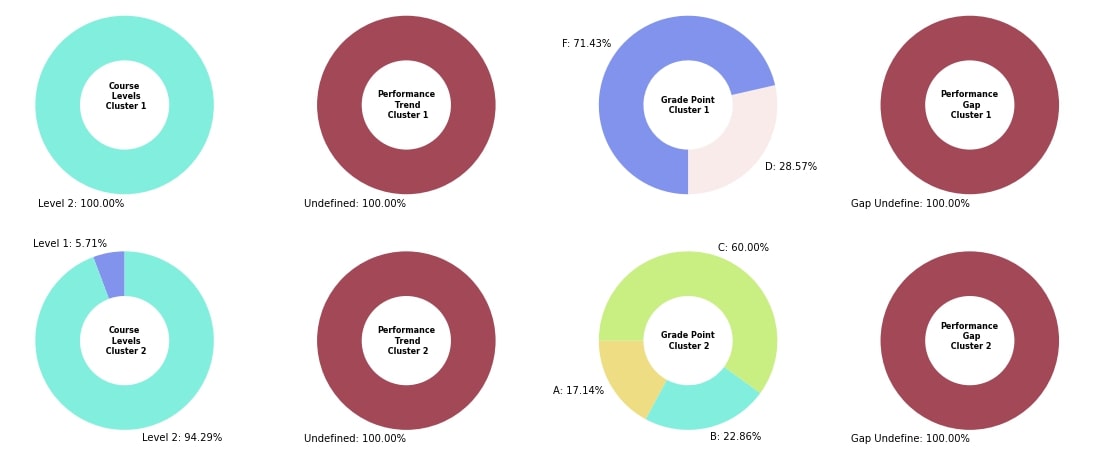 Course
Levels
Cluster 1
Level 2: 100.00%
Performance
Trend
Cluster 1
Undefined: 100.00%
F: 71.43%
Grade Point
Cluster 1
D: 28.57%
Performance
Gap
Cluster 1
Gap Undefine: 100.00%
Level 1: 5.71%
Course
Levels
Cluster 2
Level 2: 94.29%
Performance
Trend
Cluster 2
Undefined: 100.00%
C: 60.00%
Grade Point
Cluster 2
A: 17.14%
B: 22.86%
Performance
Gap
Cluster 2
Gap Undefine: 100.00%